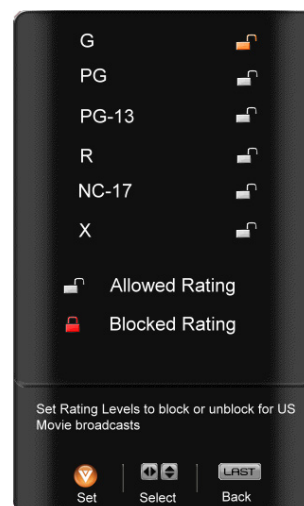 G
PG
PG-13
R
NC-17
X
Allowed Rating
Blocked Rating
Set Rating Levels to block or unblock for US
Movie broadcasts
LAST
Set Select Back